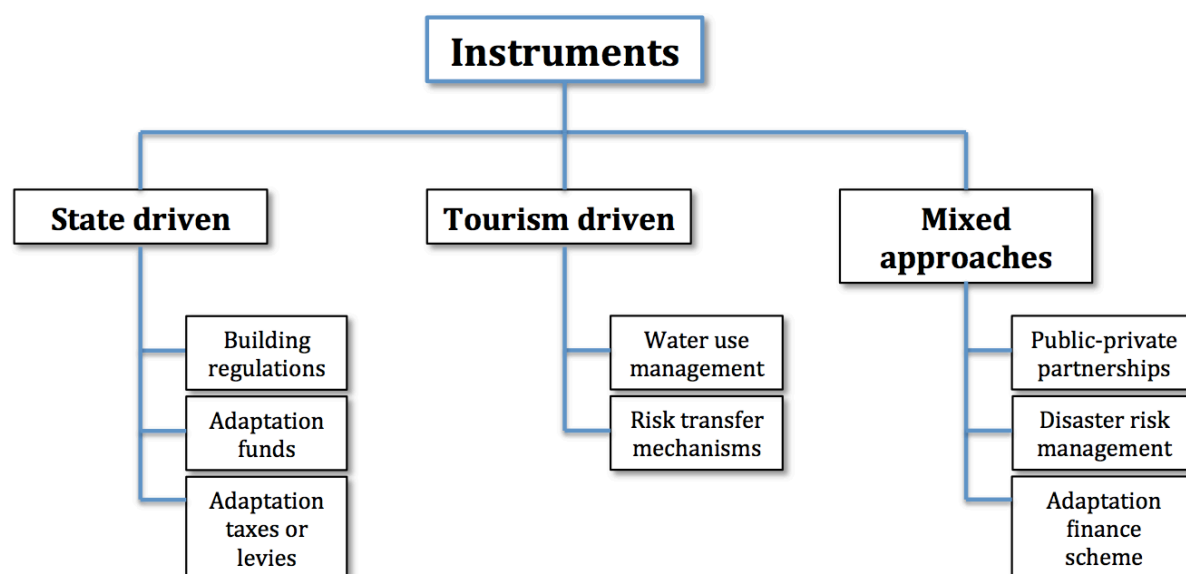 Instruments
State driven
Tourism driven
Mixed
approaches
Building
regulations
Adaptation
funds
Adaptation
taxes or
levies
Water use
management
Risk transfer
mechanisms
Public-private
partnerships
Disaster risk
management
Adaptation
finance
scheme